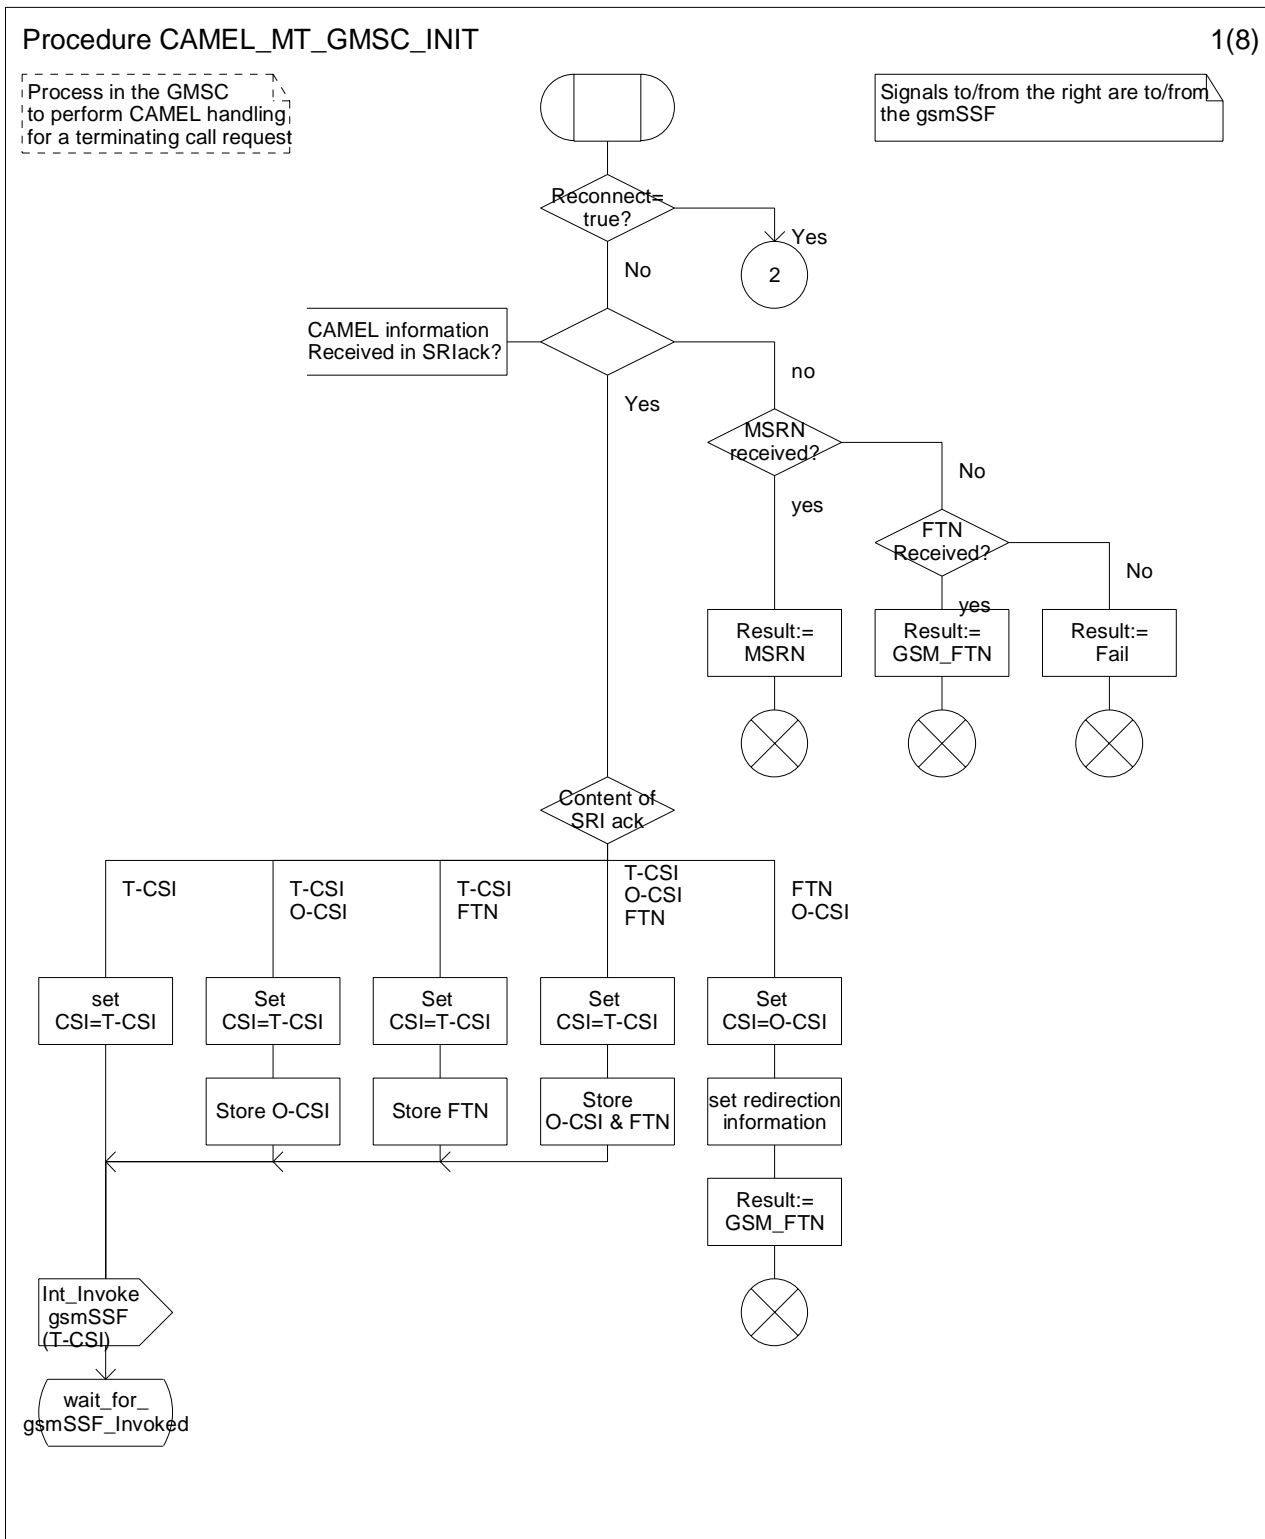 Procedure CAMEL_MT_GMSC_INIT
1(8)
Process in the GMSC
to perform CAMEL handling
for a terminating call request
Signals to/from the right are to/from
the gsmSSF
Reconnect=
true?
Yes
2
No
CAMEL information
Received in SRIack?
no
Yes
MSRN
received?
No
yes
FTN
Received?
No
yes
Result:=
MSRN
Result:=
GSM_FTN
Result:=
Fail
Content of
SRI ack
T-CSI
T-CSI
O-CSI
T-CSI
FTN
T-CSI
O-CSI
FTN
FTN
O-CSI
set
CSI=T-CSI
Set
CSI=T-CSI
Set
CSI=T-CSI
Set
CSI=T-CSI
Set
CSI=O-CSI
Store O-CSI
Store FTN
Store
O-CSI & FTN
set redirection
information
Result:=
GSM_FTN
Int_Invoke
gsmSSF
(T-CSI)
wait_for_
gsmSSF_Invoked